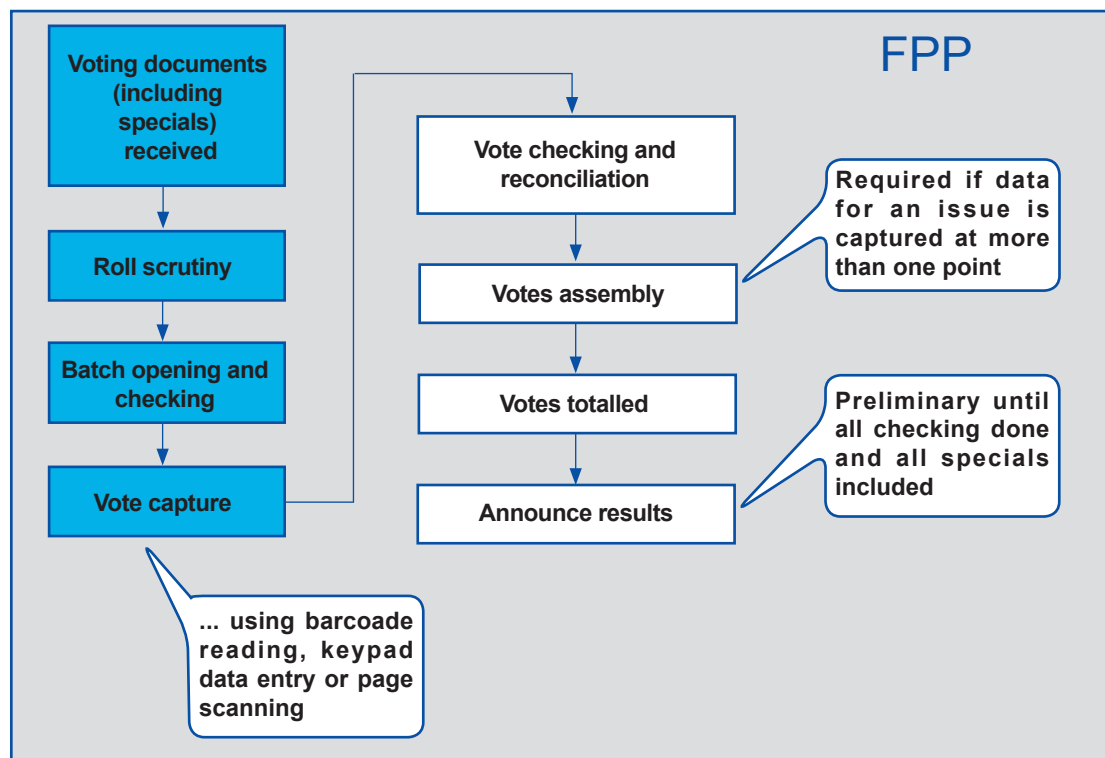 FPP
Voting documents
(including
specials)
received
Roll scrutiny
Batch opening and
checking
Vote capture
... using barcoade
reading, keypad
data entry or page
scanning
Vote checking and
reconciliation
Votes assembly
Required if data
for an issue is
captured at more
than one point
Votes totalled
Announce results
Preliminary until
all checking done
and all specials
included